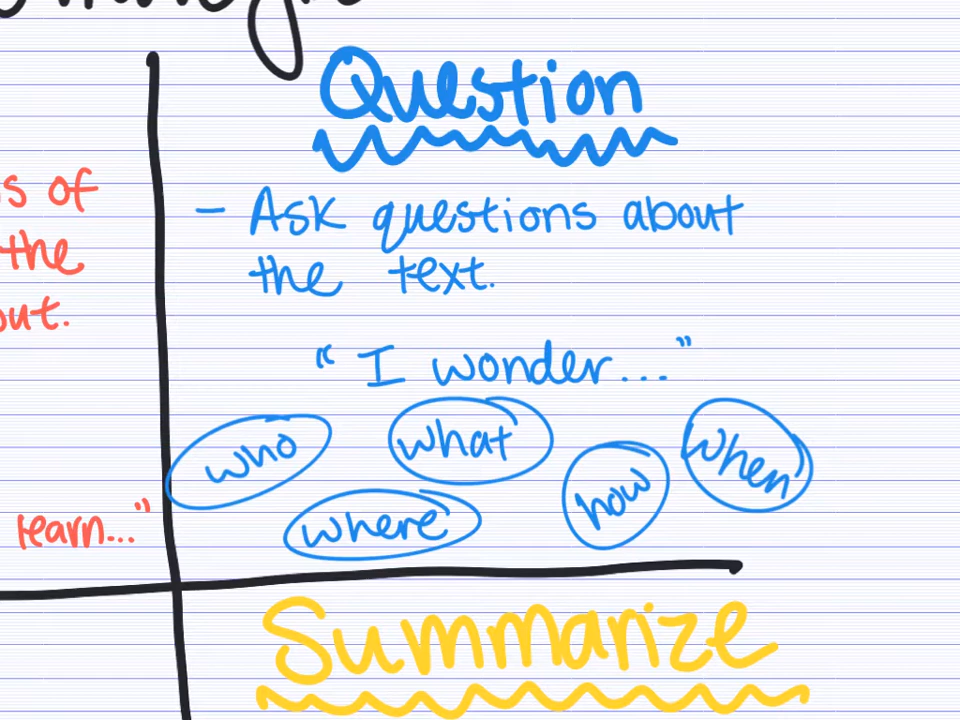 Question
- Ask questions about
the text.
"I wonder..."
who what when
where how
s of
the
out.
learn..."
Summarize